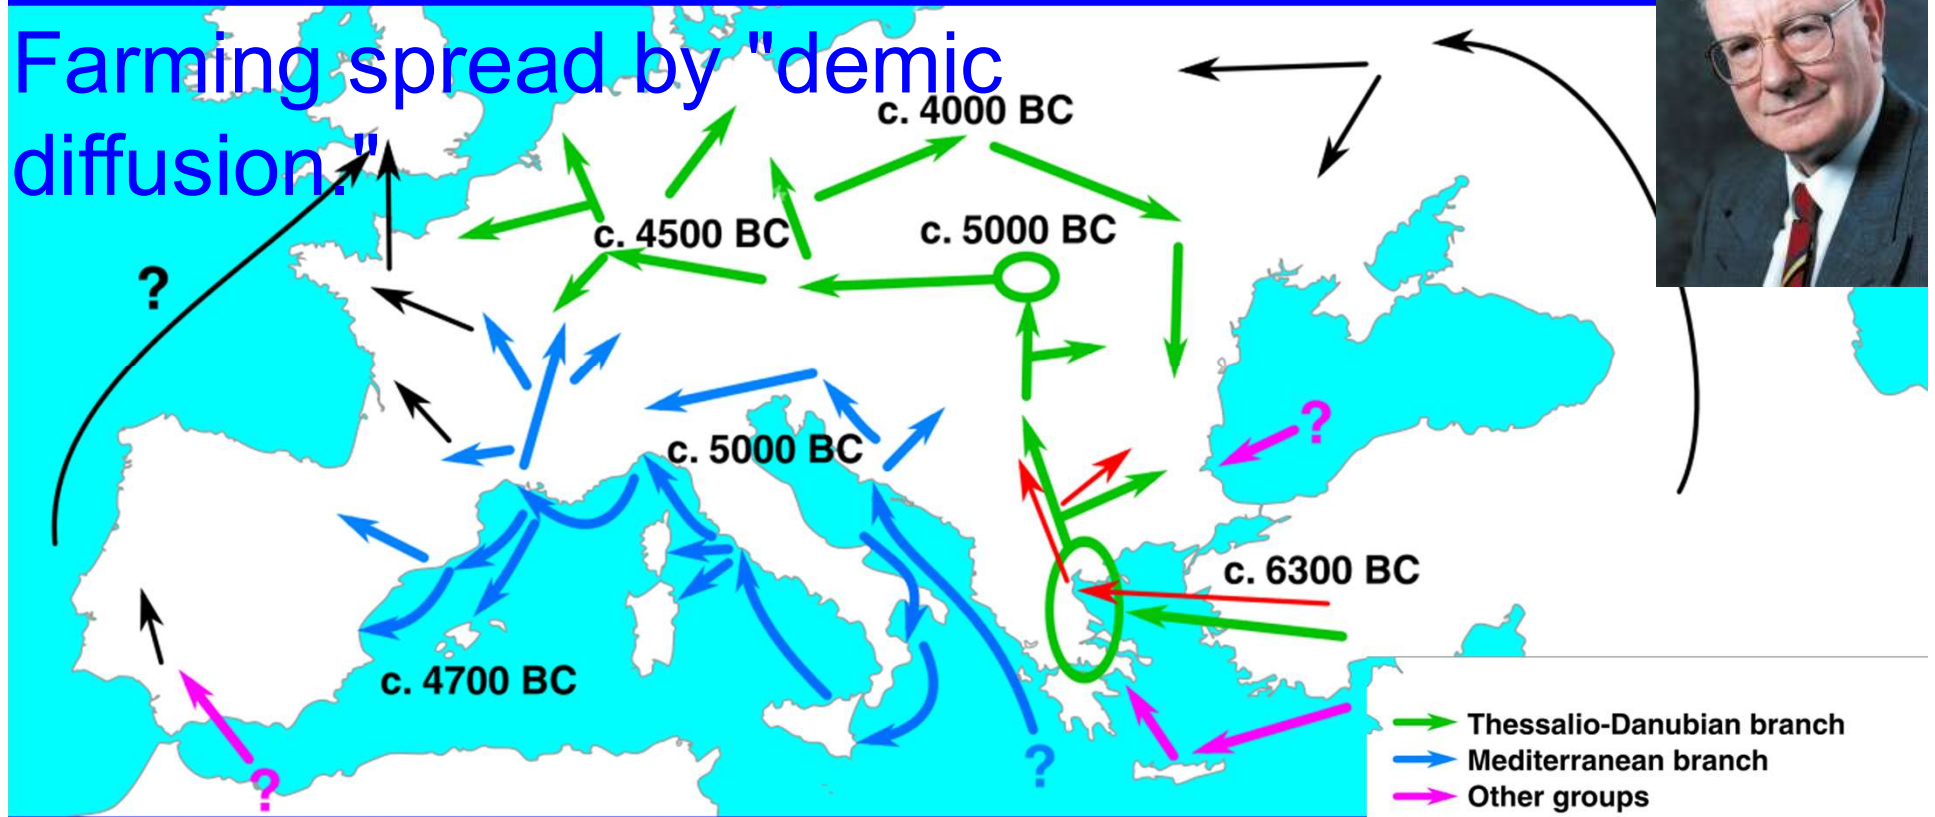 Farming spread by "demic
diffusion."
c. 4000 BC
c. 4500 BC
c. 5000 BC
?
?
c. 5000 BC
c. 6300 BC
c. 4700 BC
?
?
Thessalio-Danubian branch
Mediterranean branch
Other groups